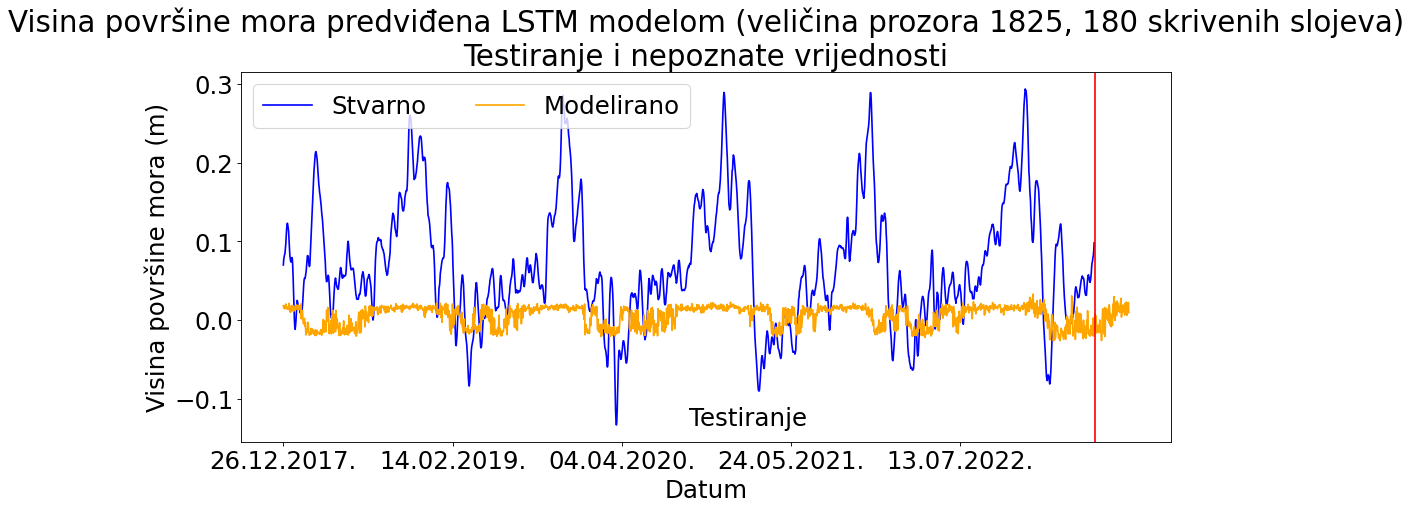 Visina površine mora predviđena LSTM modelom (veličina prozora 1825, 180 skrivenih slojeva)
Testiranje i nepoznate vrijednosti
Stvarno
Modelirano
Visina površine mora (m)
0.3
0.2
0.1
0.0
−0.1
Testiranje
26.12.2017.
14.02.2019.
04.04.2020.
24.05.2021.
13.07.2022.
Datum